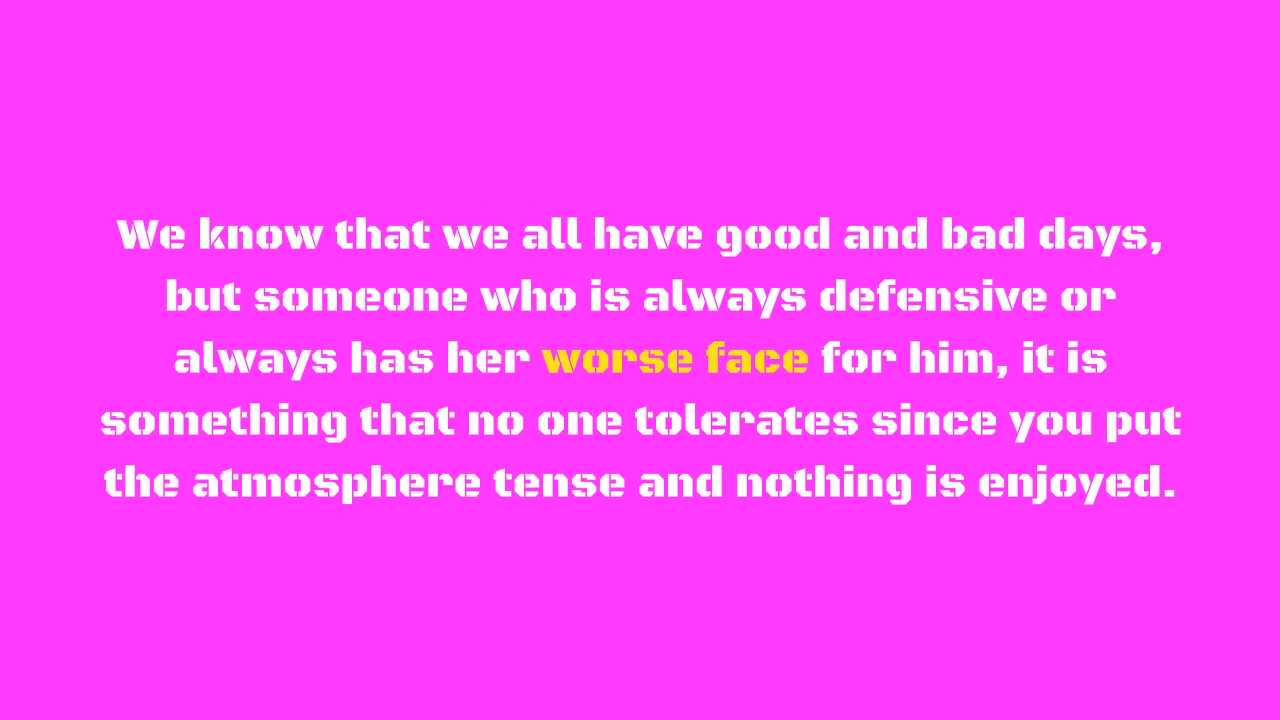 We know that we all have good and bad days,
but someone who is always defensive or
always has her worse face for him, it is
something that no one tolerates since you put
the atmosphere tense and nothing is enjoyed.